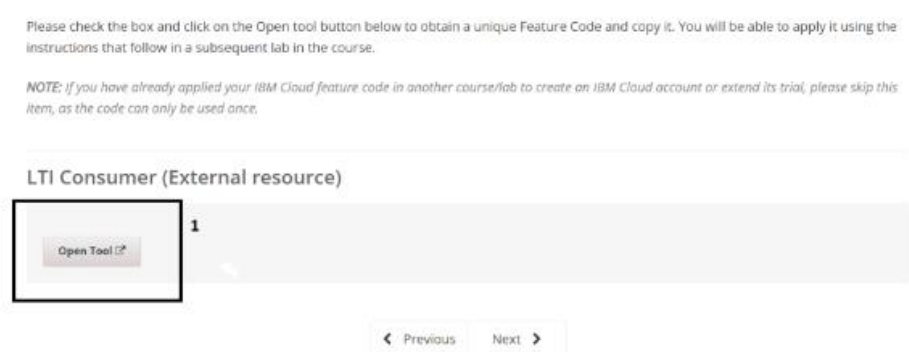 Please check the box and click on the Open tool button below to obtain a unique Feature Code and copy it. You will be able to apply it using the
instructions that follow in a subsequent lab in the course.
NOTE: If you have already applied your IBM Cloud feature code in another course/lab to create an IBM Cloud account or extend its trial, please skip this
item, as the code can only be used once.
LTI Consumer (External resource)
1
Open Tool
Previous Next